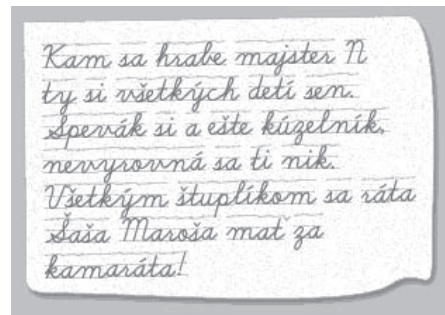 Kam sa hrabe majster N
ty si všetkých detí sen.
Spevák si a ešte kúzelník,
nevyrovná sa ti nik.
Všetkým štuplíkom sa ráta
Šaša Maroša mať za
kamaráta!